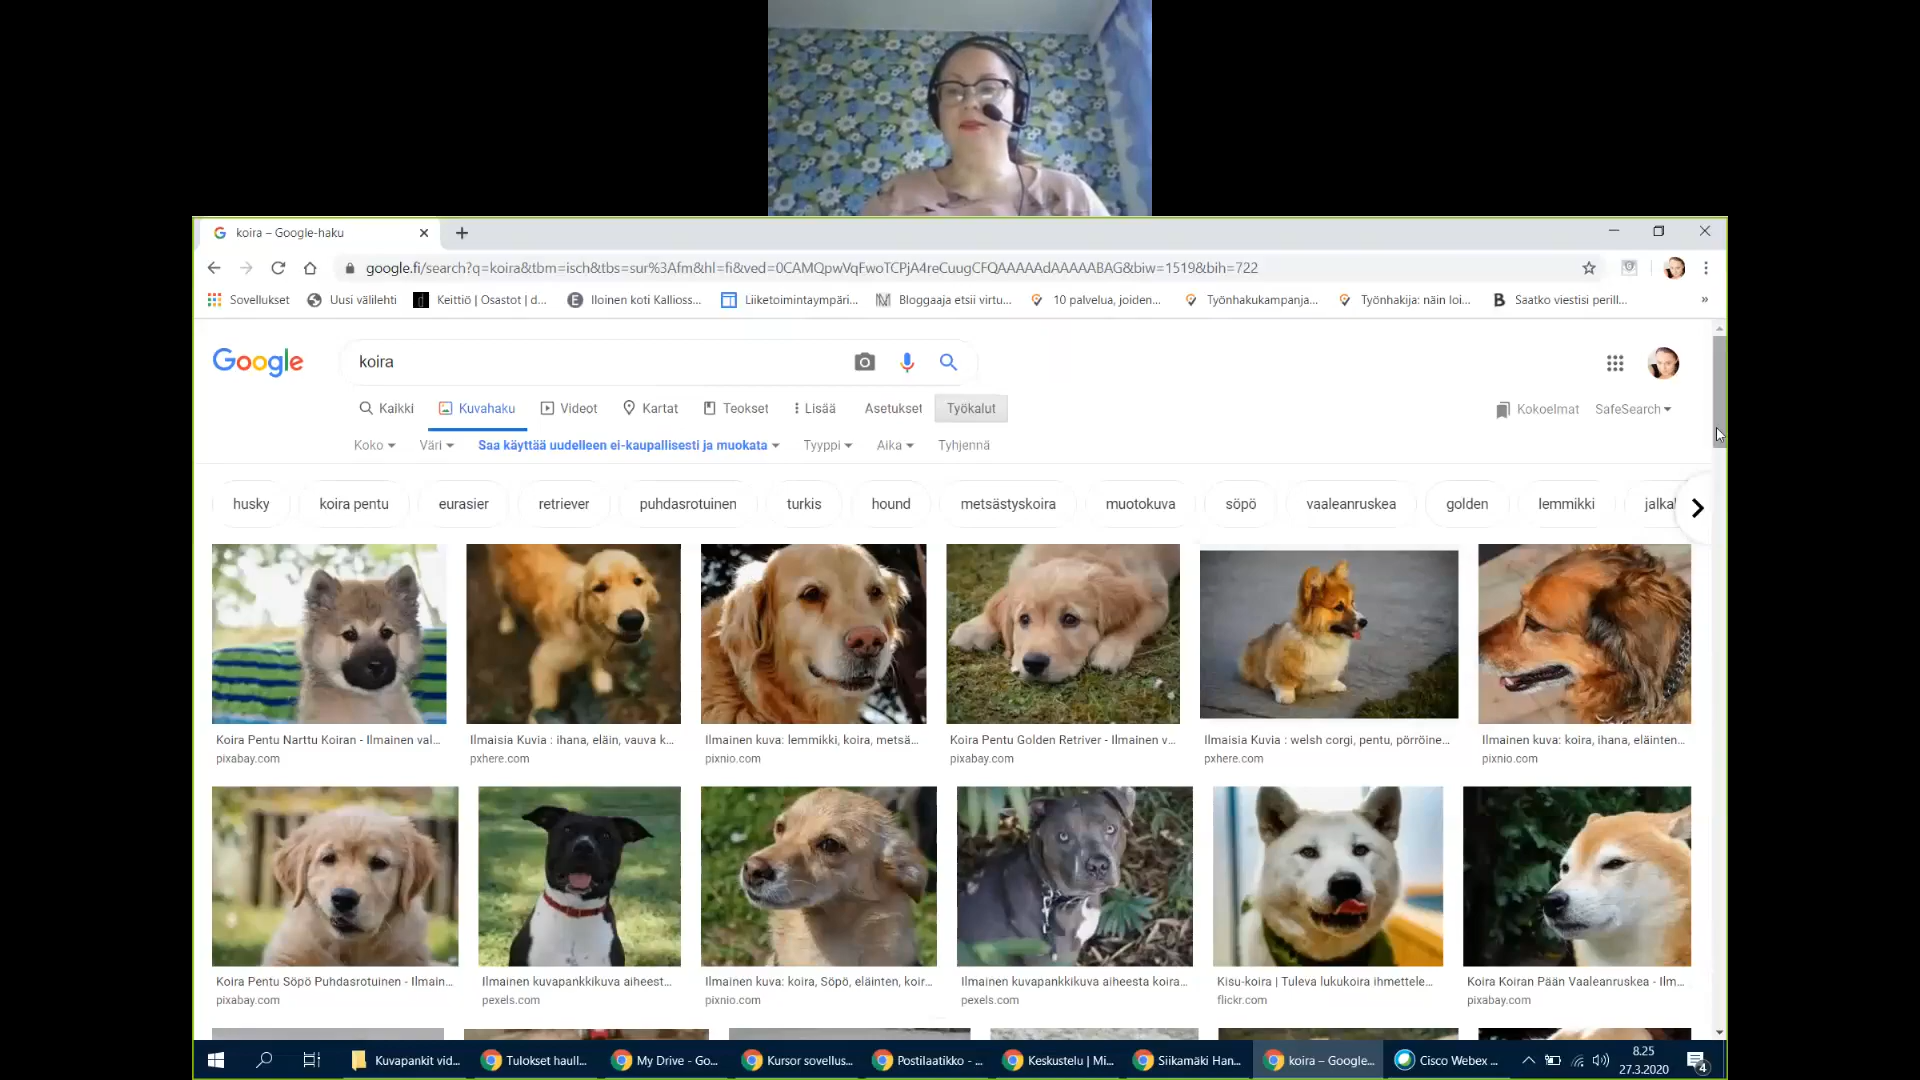 koira – Google-haku
google.fi/search?q=koira&tbm=isch&tbs=sur%3Afm&hl=fi&ved=0CAMQpwVqFwoTCPjA4reCuugCFQAAAAAdAAAAABAG&biw=1519&bih=722
Sovellukset Uusi välilehti Keittiö | Osastot | d... Iloinen koti Kallioss... Liiketoimintaympäri... Bloggaaja etsii virtu... 10 palvelua, joiden... Työnhakukampanja... Työnhakija: näin loi... Saatko viestisi perill... »
Google koira
Kaikki Kuvahaku Videot Kartat Teokset Lisää Asetukset Työkalut Kokoelmat SafeSearch
Koko Väri Saa käyttää uudelleen ei-kaupallisesti ja muokata Tyyppi Aika Tyhjennä
husky koira pentu eurasier retriever puhdasrotuinen turkis hound metsästyskoira muotokuva söpö vaaleanruskea golden lemmikki jalka
Koira Pentu Narttu Koiran - Ilmainen val... Ilmaisia Kuvia : ihana, eläin, vauva k... Ilmainen kuva: lemmikki, koira, metsä... Koira Pentu Golden Retriver - Ilmainen v... Ilmaisia Kuvia : welsh corgi, pentu, pörröine... Ilmainen kuva: koira, ihana, eläinten...
pixabay.com pxhere.com pixnio.com pixabay.com pxhere.com pixnio.com
Koira Pentu Söpö Puhdasrotuinen - Ilmain... Ilmainen kuvapankkikuva aiheest... Ilmainen kuva: koira, Söpö, eläinten, koir... Ilmainen kuvapankkikuva aiheesta koira... Kisu-koira | Tuleva lukukoira ihmettele... Koira Koiran Pään Vaaleanruskea - Ilm...
pixabay.com pexels.com pixnio.com pexels.com flickr.com pixabay.com
Kuvapankit vid... Tulokset haull... My Drive - Go... Kursor sovellus... Postilaatikko - ... Keskustelu | Mi... Siikamäki Han... koira – Google... Cisco Webex ... 8.25
27.3.2020 4